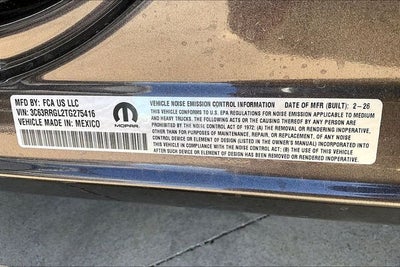 MFD BY: FCA US LLC
VIN: 3C63RRGL2TG275416
VEHICLE MADE IN: MEXICO
MOPAR
VEHICLE NOISE EMISSION CONTROL INFORMATION DATE OF MFR (BUILT): 2-26
THIS VEHICLE CONFORMS TO U.S. EPA REGULATIONS FOR NOISE EMISSION APPLICABLE TO MEDIUM
AND HEAVY TRUCKS. THE FOLLOWING ACTS OR THE CAUSING THEREOF BY ANY PERSON ARE
PROHIBITED BY THE NOISE CONTROL ACT OF 1972: (A) THE REMOVAL OR RENDERING INOPERATIVE,
OTHER THAN FOR PURPOSES OF MAINTENANCE, REPAIR, OR REPLACEMENT, OF ANY NOISE CONTROL
DEVICE OR ELEMENT OF DESIGN (LISTED IN THE OWNER'S MANUAL) INCORPORATED INTO THIS
VEHICLE IN COMPLIANCE WITH THE NOISE CONTROL ACT; (B) THE USE OF THIS VEHICLE
AFTER SUCH DEVICE OR ELEMENT OF DESIGN HAS BEEN REMOVED OR RENDERED INOPERATIVE.